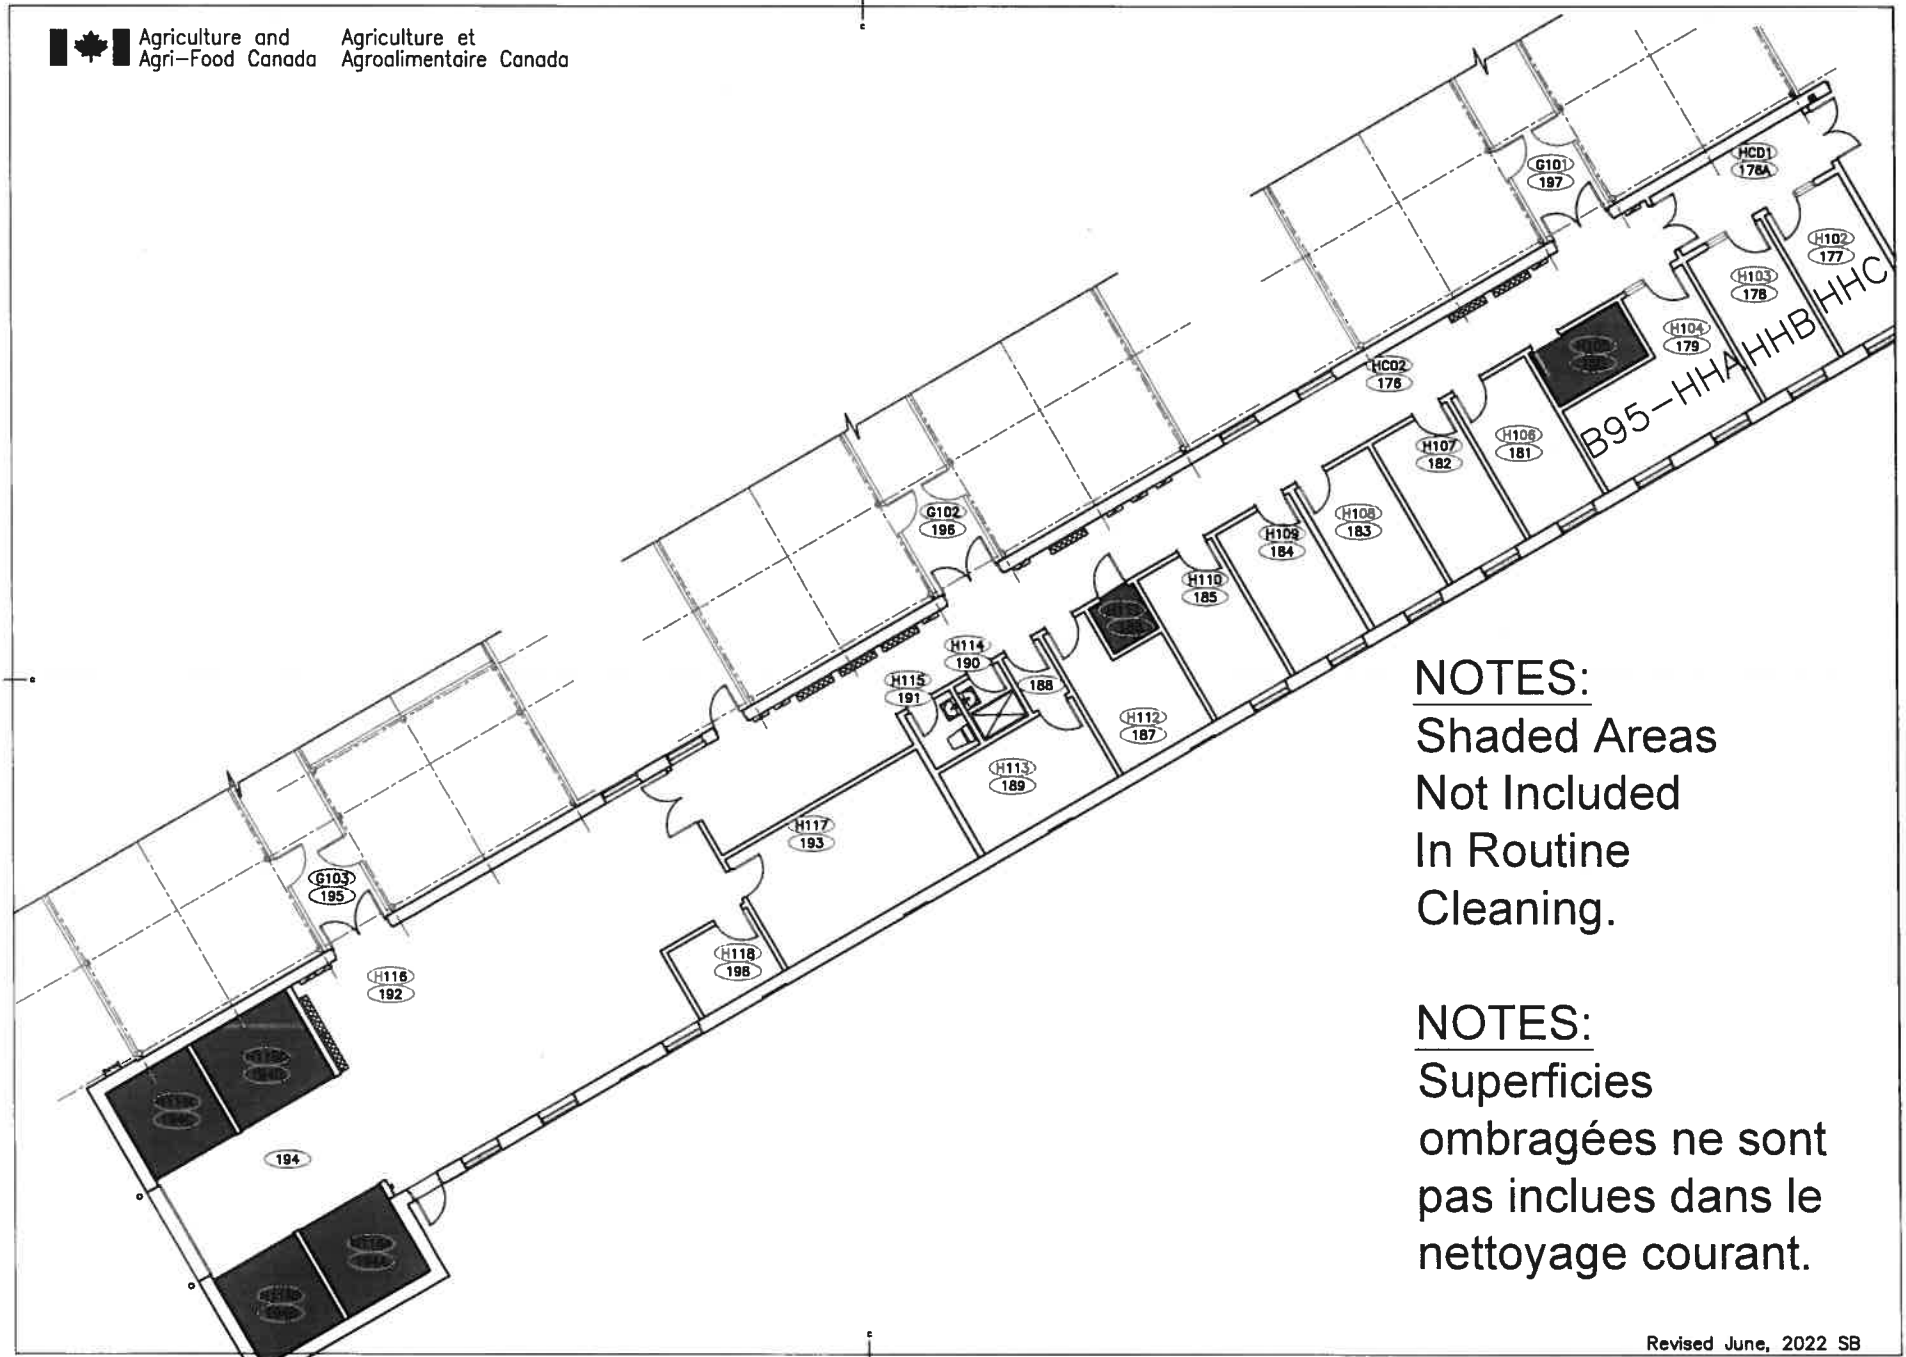 Agriculture and
Agri-Food Canada
Agriculture et
Agroalimentaire Canada
G101
197
HC01
176A
H102
177
H103
178
H104
179
B95-HHA
HHB
HHC
HC02
176
H106
181
H107
182
H108
183
H109
184
H110
185
G102
196
H114
190
H115
191
188
H112
187
H113
189
H117
193
H118
198
G103
195
H116
192
194
NOTES:
Shaded Areas
Not Included
In Routine
Cleaning.
NOTES:
Superficies
ombragées ne sont
pas inclues dans le
nettoyage courant.
Revised June, 2022 SB